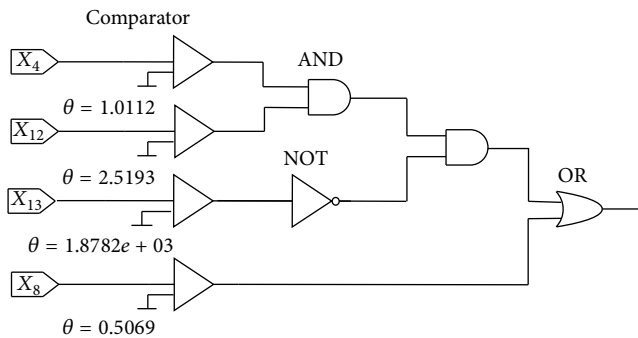 Comparator
X₄
AND
θ = 1.0112
X₁₂
θ = 2.5193
NOT
X₁₃
OR
θ = 1.8782e + 03
X₈
θ = 0.5069